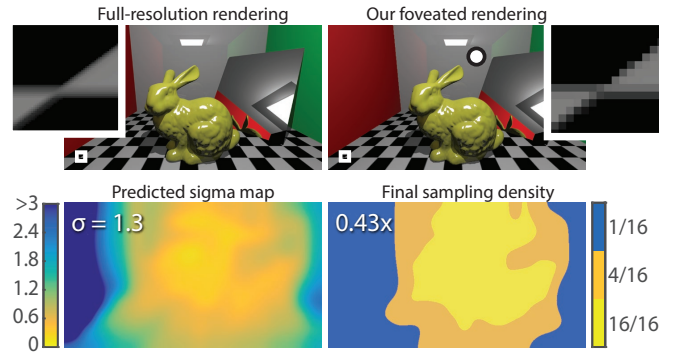 Full-resolution rendering
Our foveated rendering
Predicted sigma map
Final sampling density
>3
2.4
1.8
1.2
0.6
0
σ = 1.3
0.43x
1/16
4/16
16/16